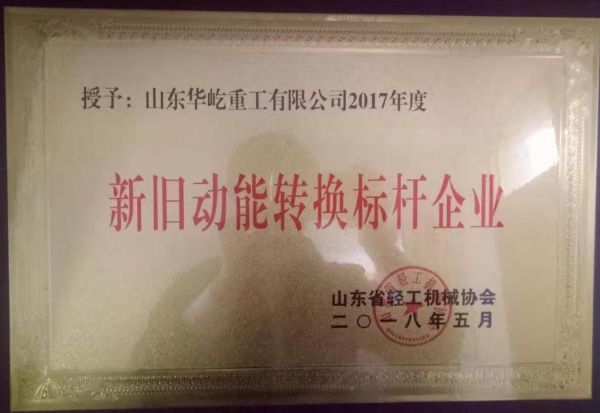 授予：山东华屹重工有限公司2017年度
新旧动能转换标杆企业
山东省轻工机械协会
二〇一八年五月